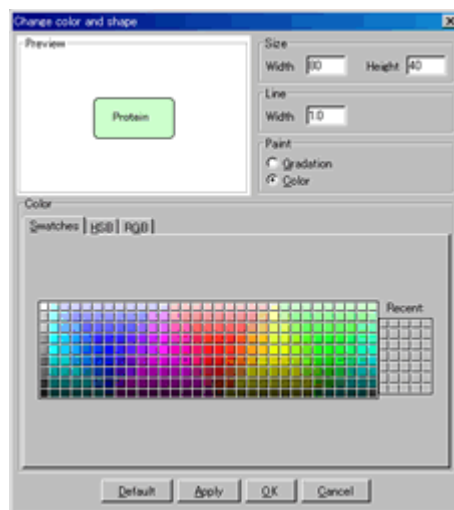 Change color and shape
Preview
Protein
Size
Width 80 Height 40
Line
Width 1.0
Paint
Gradation
Color
Color
Swatches HSB RGB
Recent:
Default Apply OK Cancel